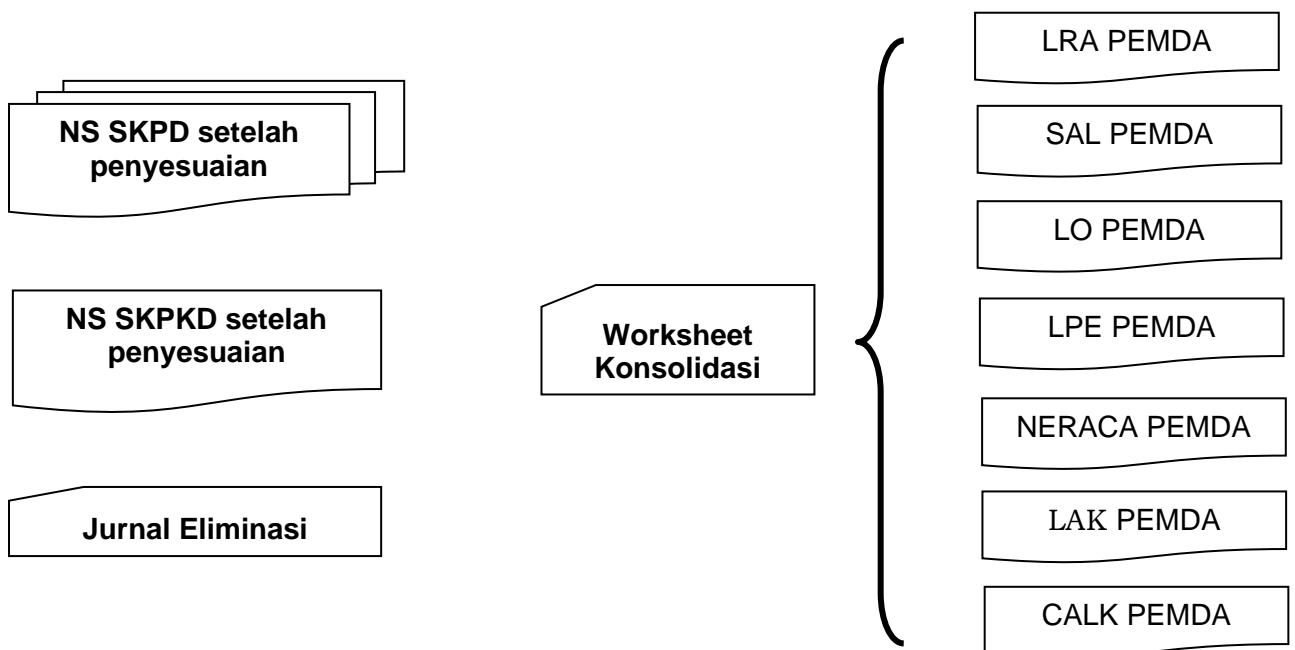 NS SKPD setelah
penyesuaian
NS SKPKD setelah
penyesuaian
Jurnal Eliminasi
Worksheet
Konsolidasi
LRA PEMDA
SAL PEMDA
LO PEMDA
LPE PEMDA
NERACA PEMDA
LAK PEMDA
CALK PEMDA